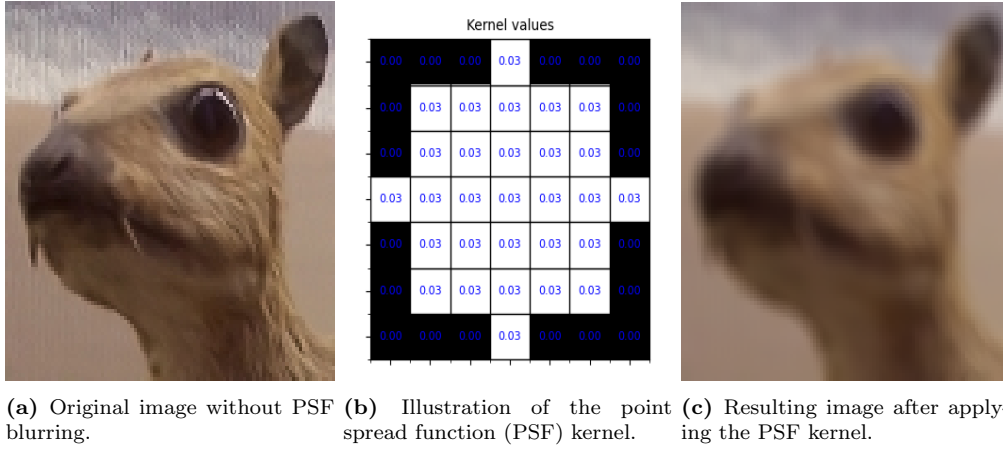 Kernel values
0.00 0.00 0.00 0.03 0.00 0.00 0.00
0.00 0.03 0.03 0.03 0.03 0.03 0.00
0.00 0.03 0.03 0.03 0.03 0.03 0.00
0.03 0.03 0.03 0.03 0.03 0.03 0.03
0.00 0.03 0.03 0.03 0.03 0.03 0.00
0.00 0.03 0.03 0.03 0.03 0.03 0.00
0.00 0.00 0.00 0.03 0.00 0.00 0.00
(a) Original image without PSF
blurring.
(b) Illustration of the point
spread function (PSF) kernel.
(c) Resulting image after apply-
ing the PSF kernel.